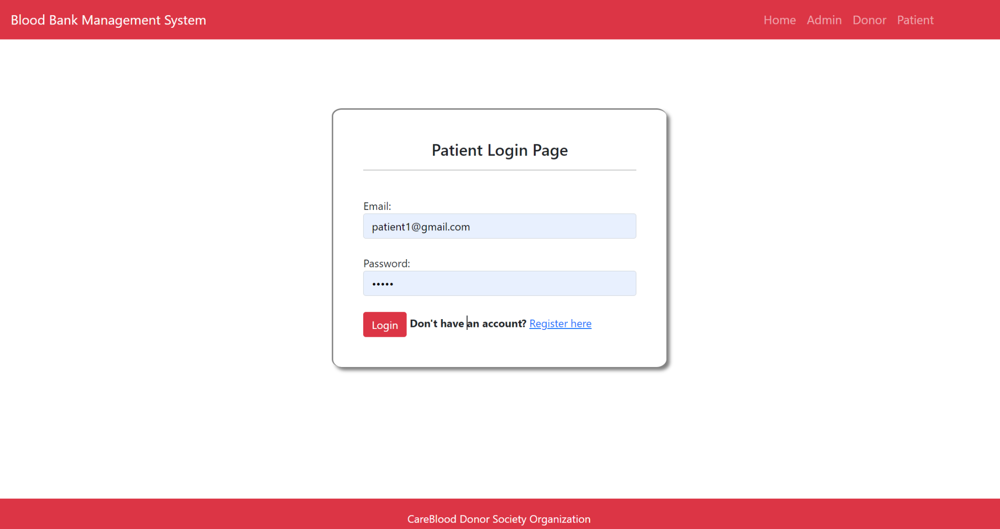 Blood Bank Management System
Home Admin Donor Patient
Patient Login Page
Email:
patient1@gmail.com
Password:
•••••
Login Don't have an account? Register here
CareBlood Donor Society Organization